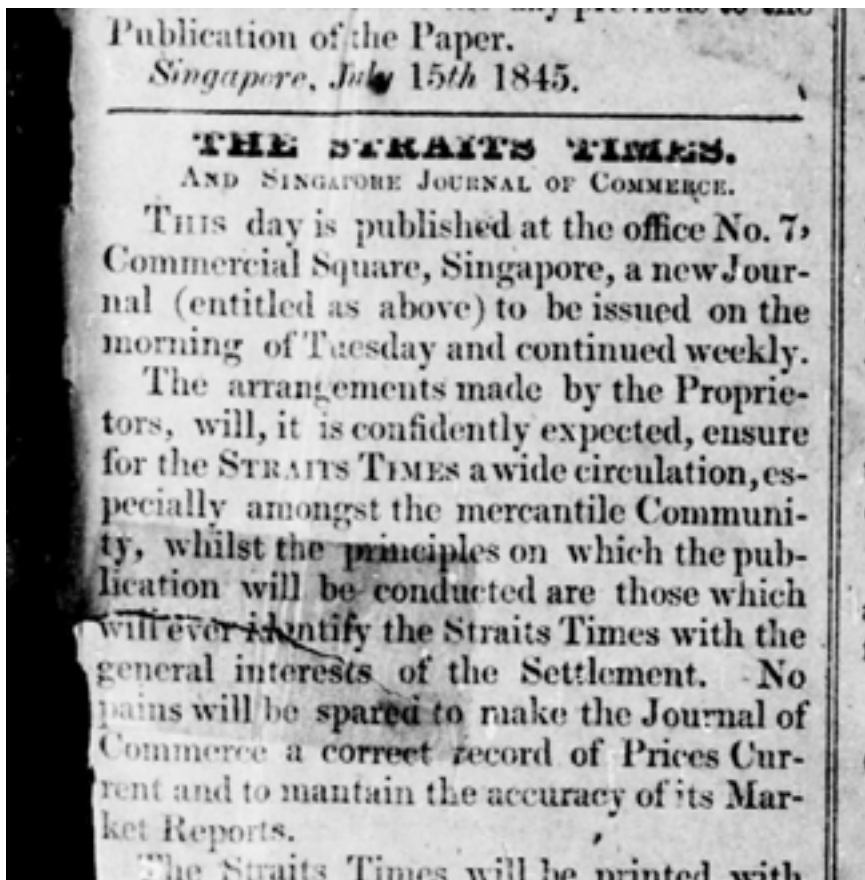 Publication of the Paper.
Singapore, July 15th 1845.
THE STRAITS TIMES.
AND SINGAPORE JOURNAL OF COMMERCE.
THIS day is published at the office No. 7,
Commercial Square, Singapore, a new Jour-
nal (entitled as above) to be issued on the
morning of Tuesday and continued weekly.
The arrangements made by the Proprie-
tors, will, it is confidently expected, ensure
for the STRAITS TIMES a wide circulation, es-
pecially amongst the mercantile Communi-
ty, whilst the principles on which the pub-
lication will be conducted are those which
will ever identify the Straits Times with the
general interests of the Settlement. No
pains will be spared to make the Journal of
Commerce a correct record of Prices Cur-
rent and to mantain the accuracy of its Mar-
ket Reports.
The Straits Times will be printed with